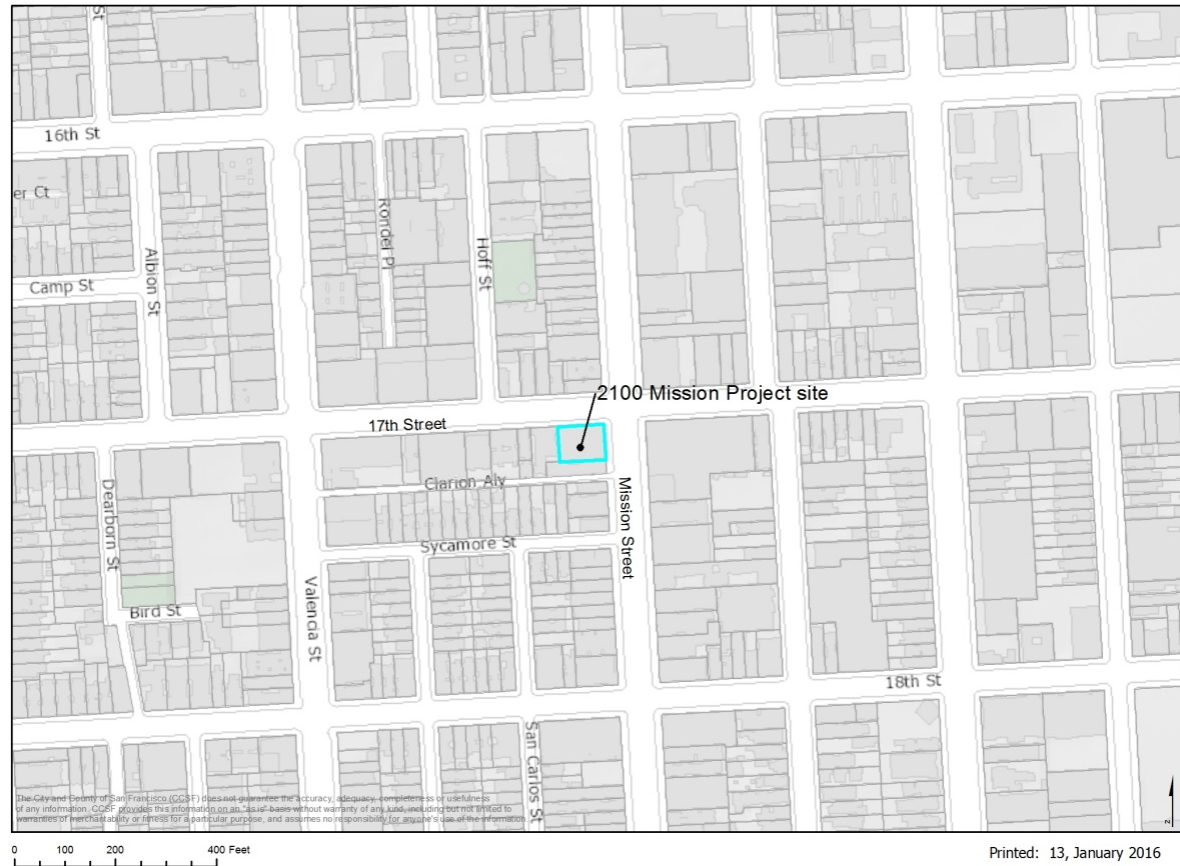 St
16th St
er Ct
Albion St
Rondel Pl
Hoff St
Camp St
2100 Mission Project site
17th Street
Clarion Aly
Mission Street
Dearborn St
Sycamore St
Valencia St
Bird St
18th St
San Carlos St
The City and County of San Francisco (CCSF) does not guarantee the accuracy, adequacy, completeness or usefulness
of any information. CCSF provides this information on an "as is" basis without warranty of any kind, including but not limited to
warranties of merchantability or fitness for a particular purpose, and assumes no responsibility for anyone's use of the information.
z
0 100 200 400 Feet
Printed: 13, January 2016